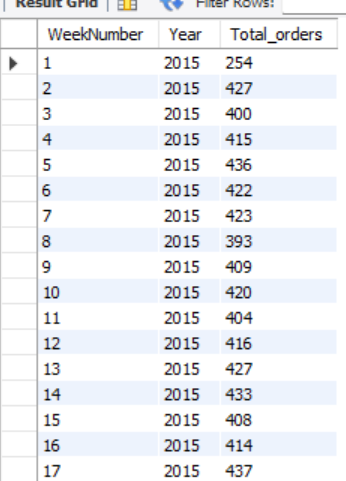 Result Grid Filter Rows:
WeekNumber Year Total_orders
1 2015 254
2 2015 427
3 2015 400
4 2015 415
5 2015 436
6 2015 422
7 2015 423
8 2015 393
9 2015 409
10 2015 420
11 2015 404
12 2015 416
13 2015 427
14 2015 433
15 2015 408
16 2015 414
17 2015 437